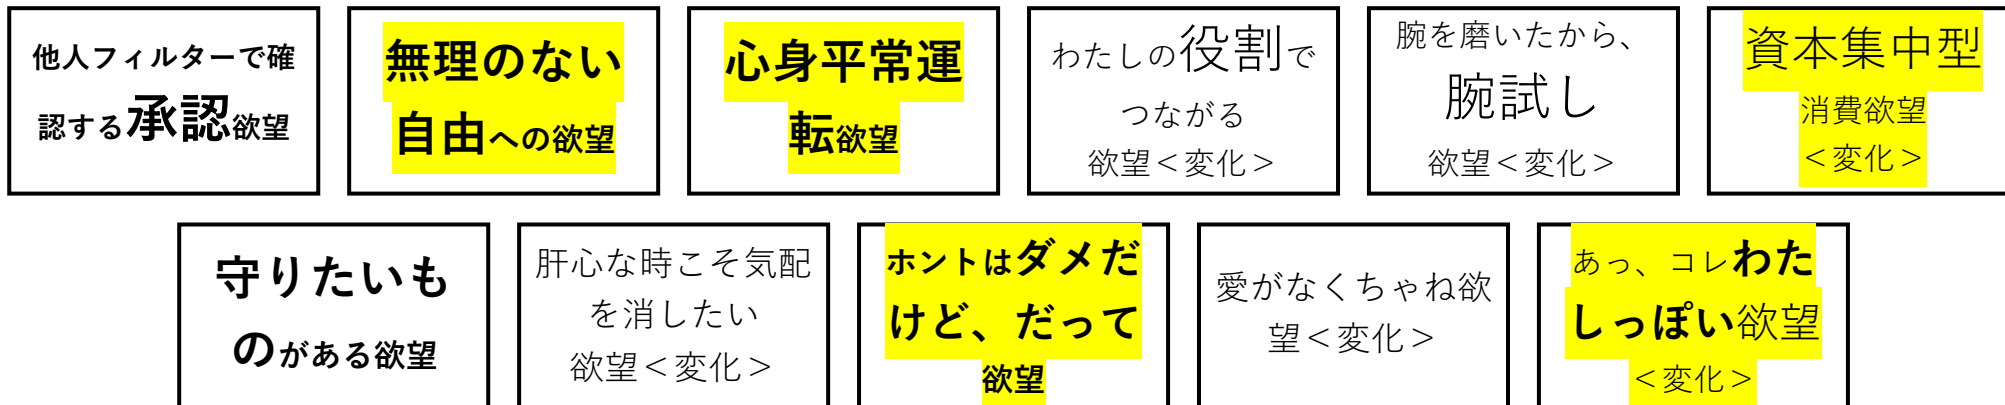 他人フィルターで確
認する承認欲望
無理のない
自由への欲望
心身平常運
転欲望
わたしの役割で
つながる
欲望＜変化＞
腕を磨いたから、
腕試し
欲望＜変化＞
資本集中型
消費欲望
＜変化＞
守りたいも
のがある欲望
肝心な時こそ気配
を消したい
欲望＜変化＞
ホントはダメだ
けど、だって
欲望
愛がなくちゃね欲
望＜変化＞
あっ、コレわた
しっぽい欲望
＜変化＞